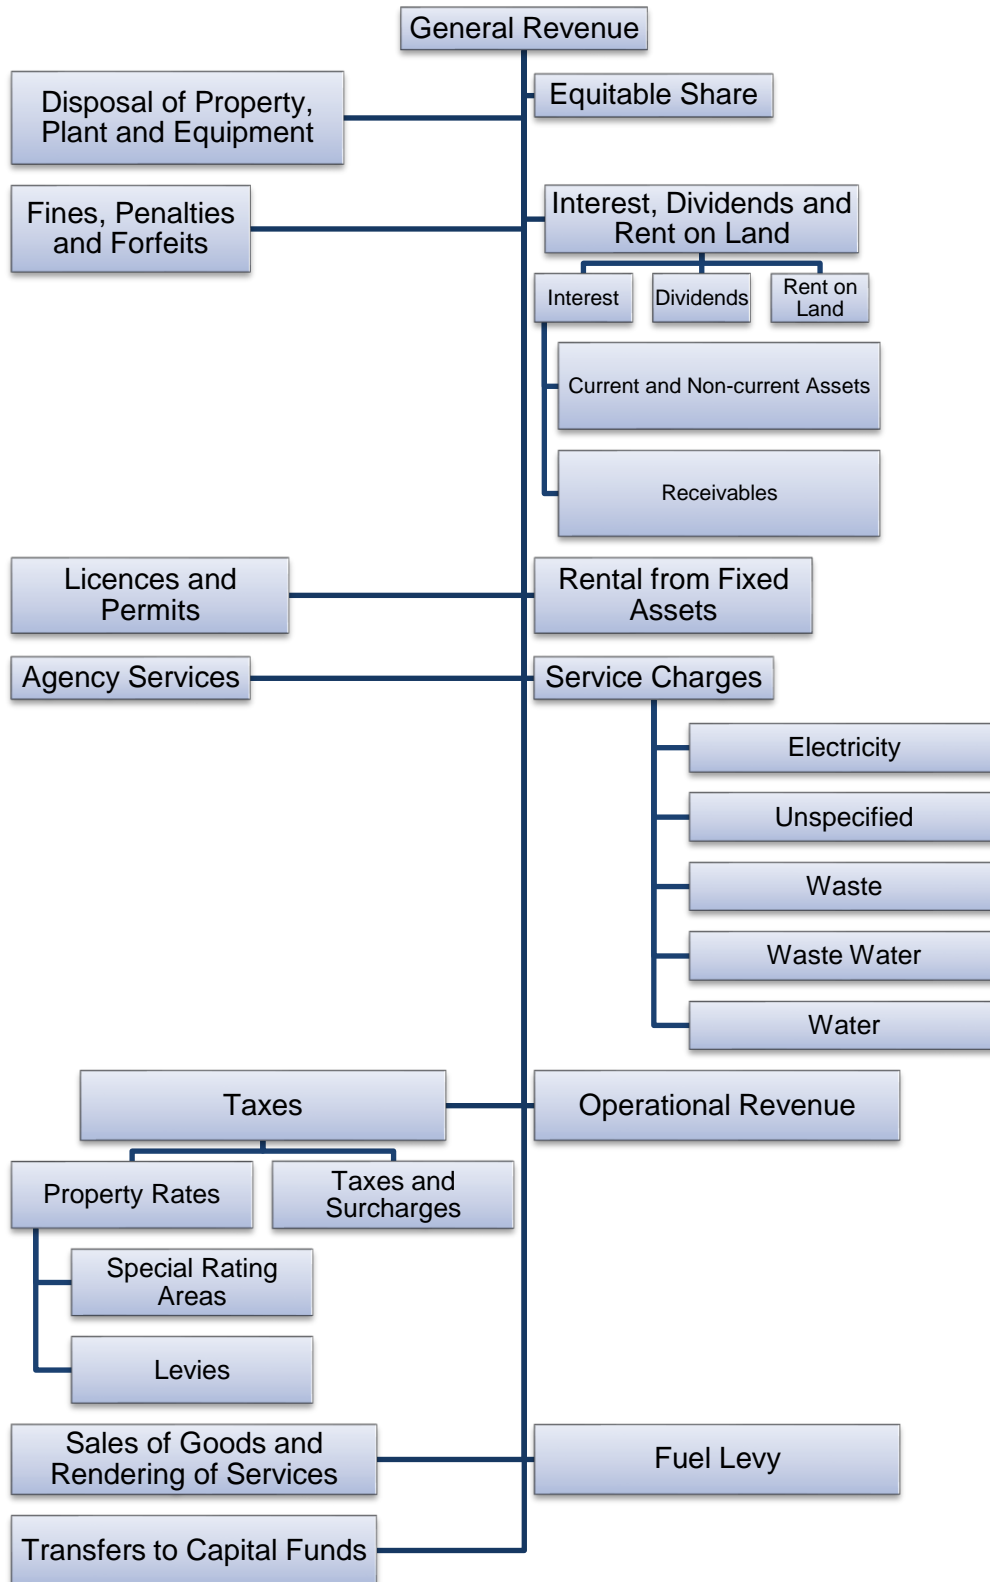 General Revenue
Disposal of Property,
Plant and Equipment
Equitable Share
Fines, Penalties
and Forfeits
Interest, Dividends and
Rent on Land
Interest
Dividends
Rent on
Land
Current and Non-current Assets
Receivables
Licences and
Permits
Rental from Fixed
Assets
Agency Services
Service Charges
Electricity
Unspecified
Waste
Waste Water
Water
Taxes
Operational Revenue
Property Rates
Taxes and
Surcharges
Special Rating
Areas
Levies
Sales of Goods and
Rendering of Services
Fuel Levy
Transfers to Capital Funds